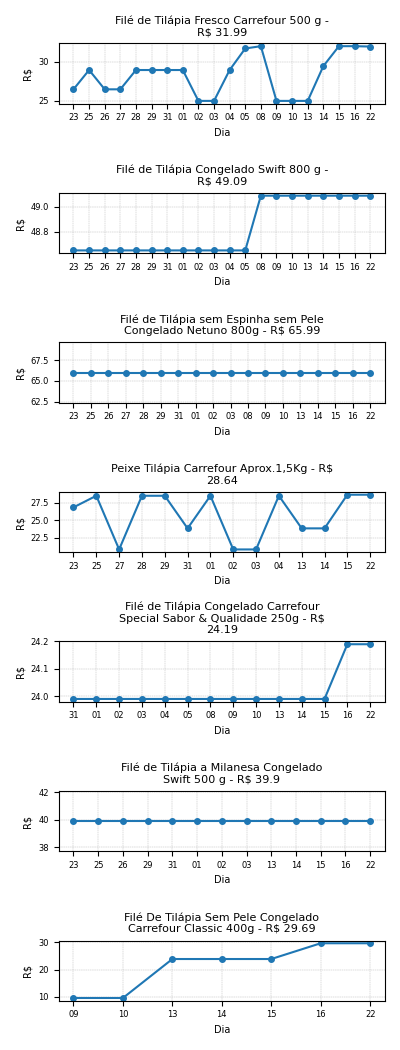 Filé de Tilápia Fresco Carrefour 500 g -
R$ 31.99
30
25
R$
23 25 26 27 28 29 31 01 02 03 04 05 08 09 10 13 14 15 16 22
Dia
Filé de Tilápia Congelado Swift 800 g -
R$ 49.09
49.0
48.8
R$
23 25 26 27 28 29 31 01 02 03 04 05 08 09 10 13 14 15 16 22
Dia
Filé de Tilápia sem Espinha sem Pele
Congelado Netuno 800g - R$ 65.99
67.5
65.0
62.5
R$
23 25 26 27 28 29 31 01 02 03 08 09 10 13 14 15 16 22
Dia
Peixe Tilápia Carrefour Aprox.1,5Kg - R$
28.64
27.5
25.0
22.5
R$
23 25 27 28 29 31 01 02 03 04 13 14 15 22
Dia
Filé de Tilápia Congelado Carrefour
Special Sabor & Qualidade 250g - R$
24.19
24.2
24.1
24.0
R$
31 01 02 03 04 05 08 09 10 13 14 15 16 22
Dia
Filé de Tilápia a Milanesa Congelado
Swift 500 g - R$ 39.9
42
40
38
R$
23 25 26 29 31 01 02 03 13 14 15 16 22
Dia
Filé De Tilápia Sem Pele Congelado
Carrefour Classic 400g - R$ 29.69
30
20
10
R$
09 10 13 14 15 16 22
Dia